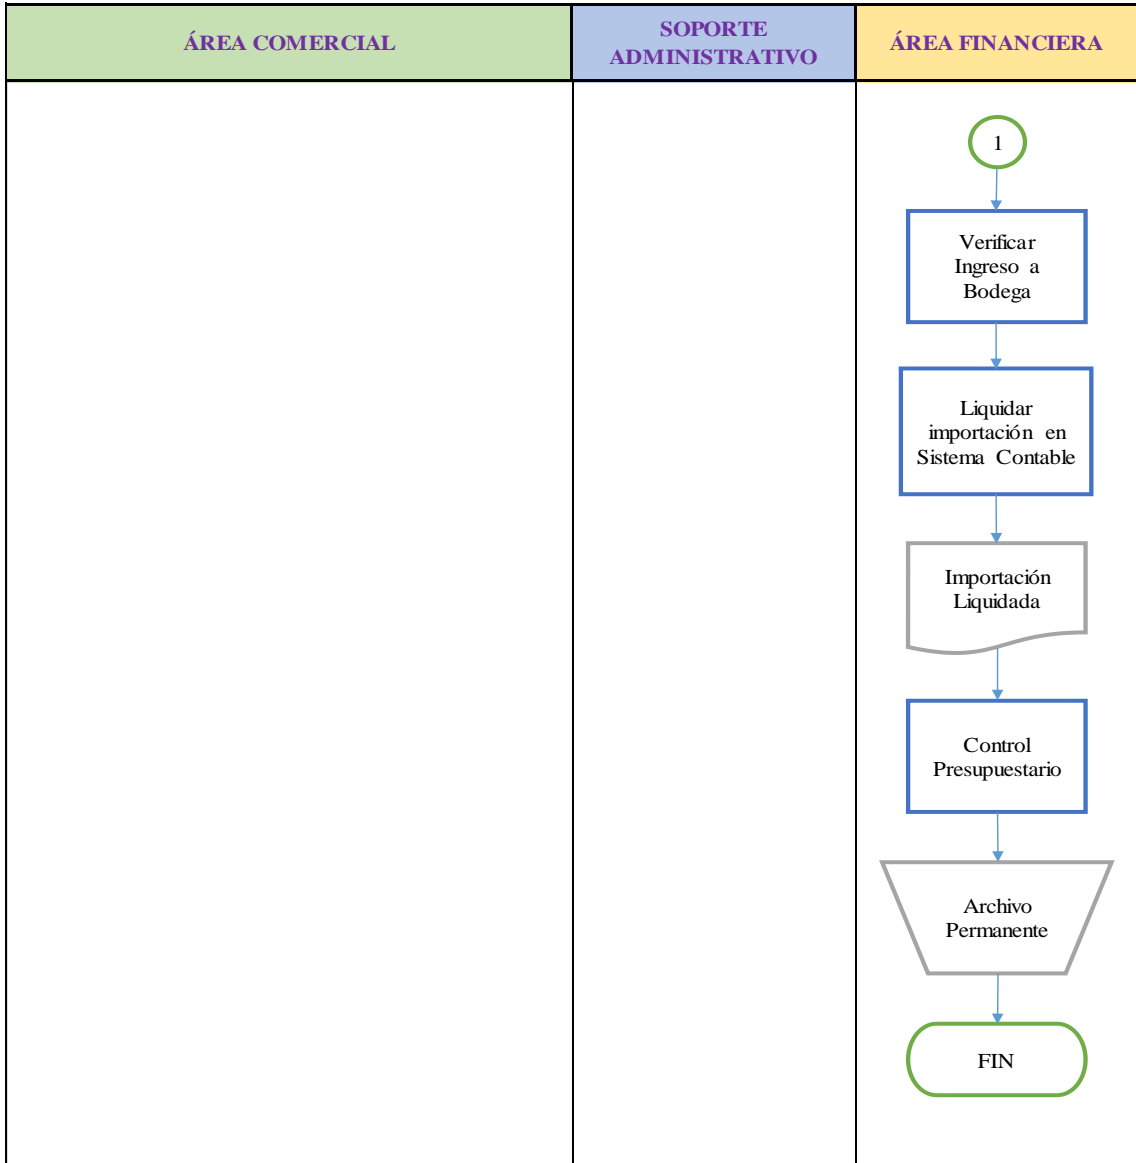 ÁREA COMERCIAL
SOPORTE
ADMINISTRATIVO
ÁREA FINANCIERA
1
Verificar
Ingreso a
Bodega
Liquidar
importación en
Sistema Contable
Importación
Liquidada
Control
Presupuestario
Archivo
Permanente
FIN